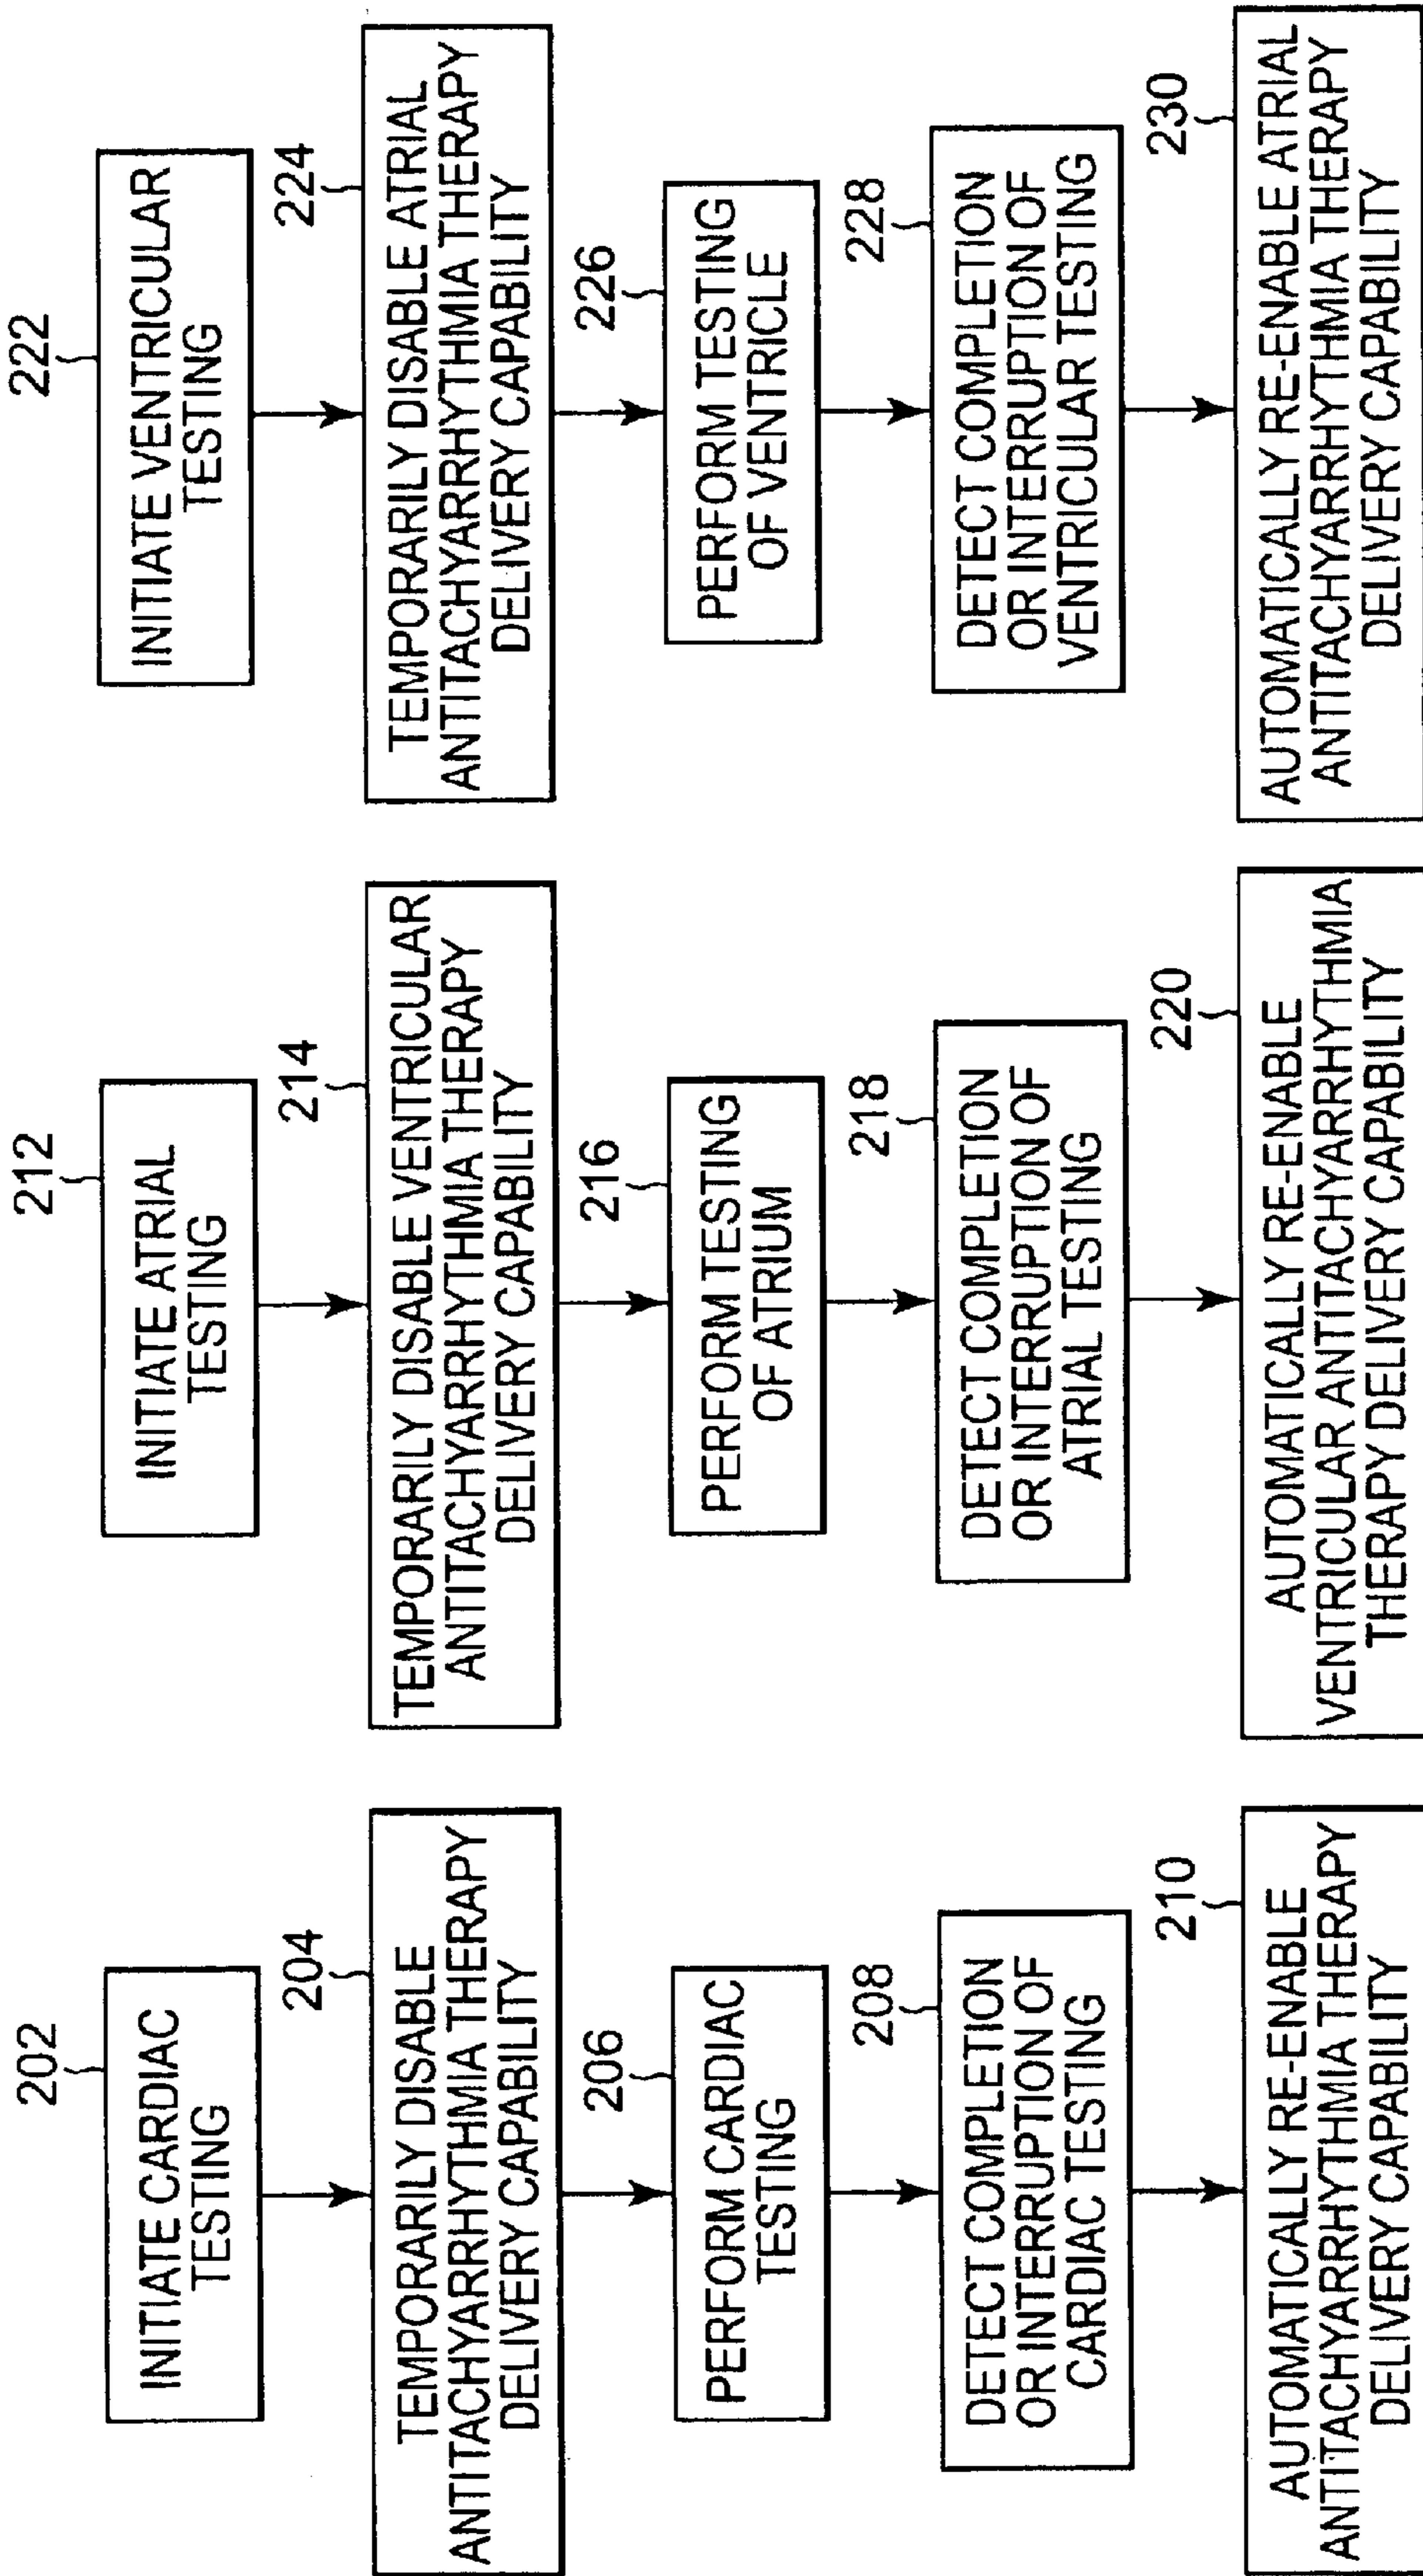 202
INITIATE CARDIAC
TESTING
204
TEMPORARILY DISABLE
ANTITACHYARRHYTHMIA THERAPY
DELIVERY CAPABILITY
206
PERFORM CARDIAC
TESTING
208
DETECT COMPLETION
OR INTERRUPTION OF
CARDIAC TESTING
210
AUTOMATICALLY RE-ENABLE
ANTITACHYARRHYTHMIA THERAPY
DELIVERY CAPABILITY
212
INITIATE ATRIAL
TESTING
214
TEMPORARILY DISABLE VENTRICULAR
ANTITACHYARRHYTHMIA THERAPY
DELIVERY CAPABILITY
216
PERFORM TESTING
OF ATRIUM
218
DETECT COMPLETION
OR INTERRUPTION OF
ATRIAL TESTING
220
AUTOMATICALLY RE-ENABLE
VENTRICULAR ANTITACHYARRHYTHMIA
THERAPY DELIVERY CAPABILITY
222
INITIATE VENTRICULAR
TESTING
224
TEMPORARILY DISABLE ATRIAL
ANTITACHYARRHYTHMIA THERAPY
DELIVERY CAPABILITY
226
PERFORM TESTING
OF VENTRICLE
228
DETECT COMPLETION
OR INTERRUPTION OF
VENTRICULAR TESTING
230
AUTOMATICALLY RE-ENABLE ATRIAL
ANTITACHYARRHYTHMIA THERAPY
DELIVERY CAPABILITY